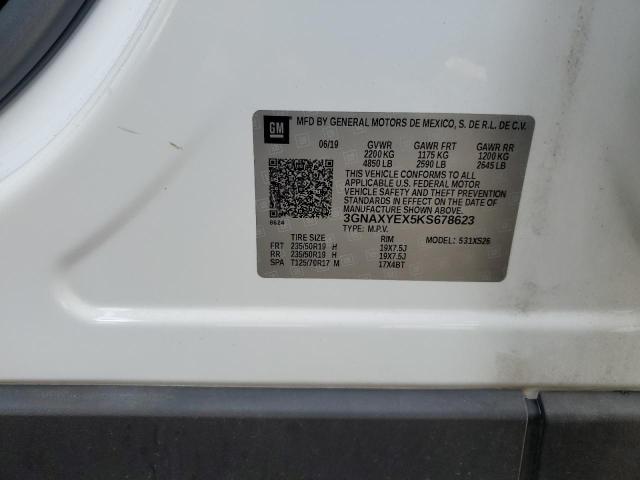 GM MFD BY GENERAL MOTORS DE MEXICO, S. DE R.L. DE C.V.
06/19 GVWR GAWR FRT GAWR RR
2200 KG 1175 KG 1200 KG
4850 LB 2590 LB 2645 LB
THIS VEHICLE CONFORMS TO ALL
APPLICABLE U.S. FEDERAL MOTOR
VEHICLE SAFETY AND THEFT PREVENTION
STANDARDS IN EFFECT ON THE DATE OF
MANUFACTURE SHOWN ABOVE.
8624 3GNAXYEX5KS678623
TYPE: M.P.V.
TIRE SIZE RIM MODEL: 531XS26
FRT 235/50R19 H 19X7.5J
RR 235/50R19 H 19X7.5J
SPA T125/70R17 M 17X4BT